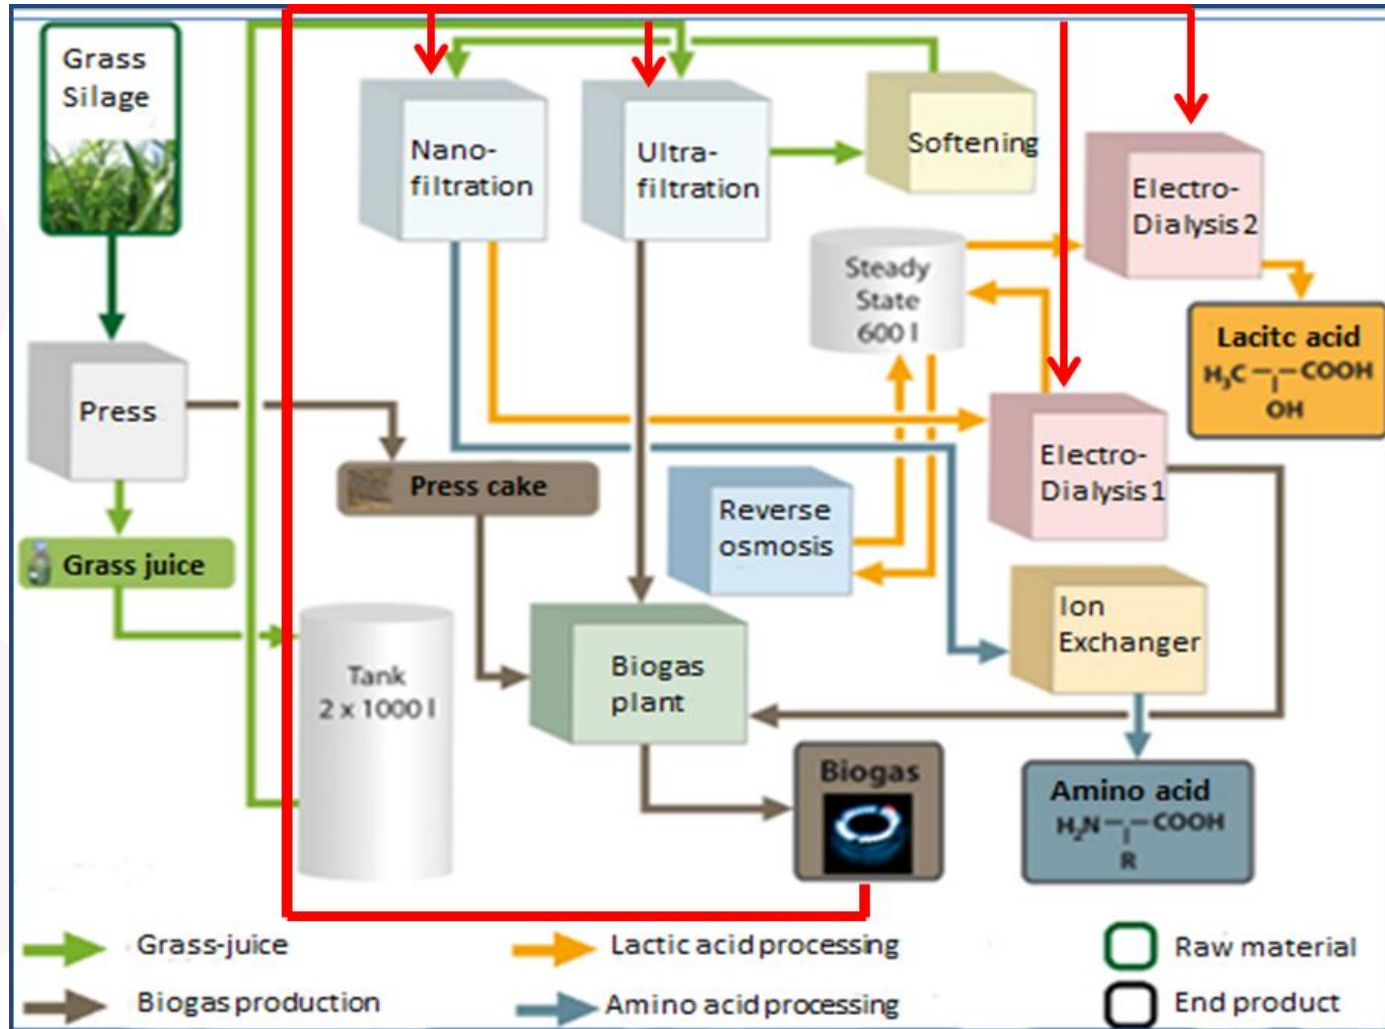 Grass
Silage
Nano-
filtration
Ultra-
filtration
Softening
Electro-
Dialysis 2
Steady
State
600 l
Lacitc acid
H₃C
COOH
OH
Press
Press cake
Electro-
Dialysis 1
Reverse
osmosis
Grass juice
Ion
Exchanger
Tank
2 x 1000 l
Biogas
plant
Biogas
Amino acid
H₂N
COOH
R
Grass-juice
Lactic acid processing
Raw material
Biogas production
Amino acid processing
End product